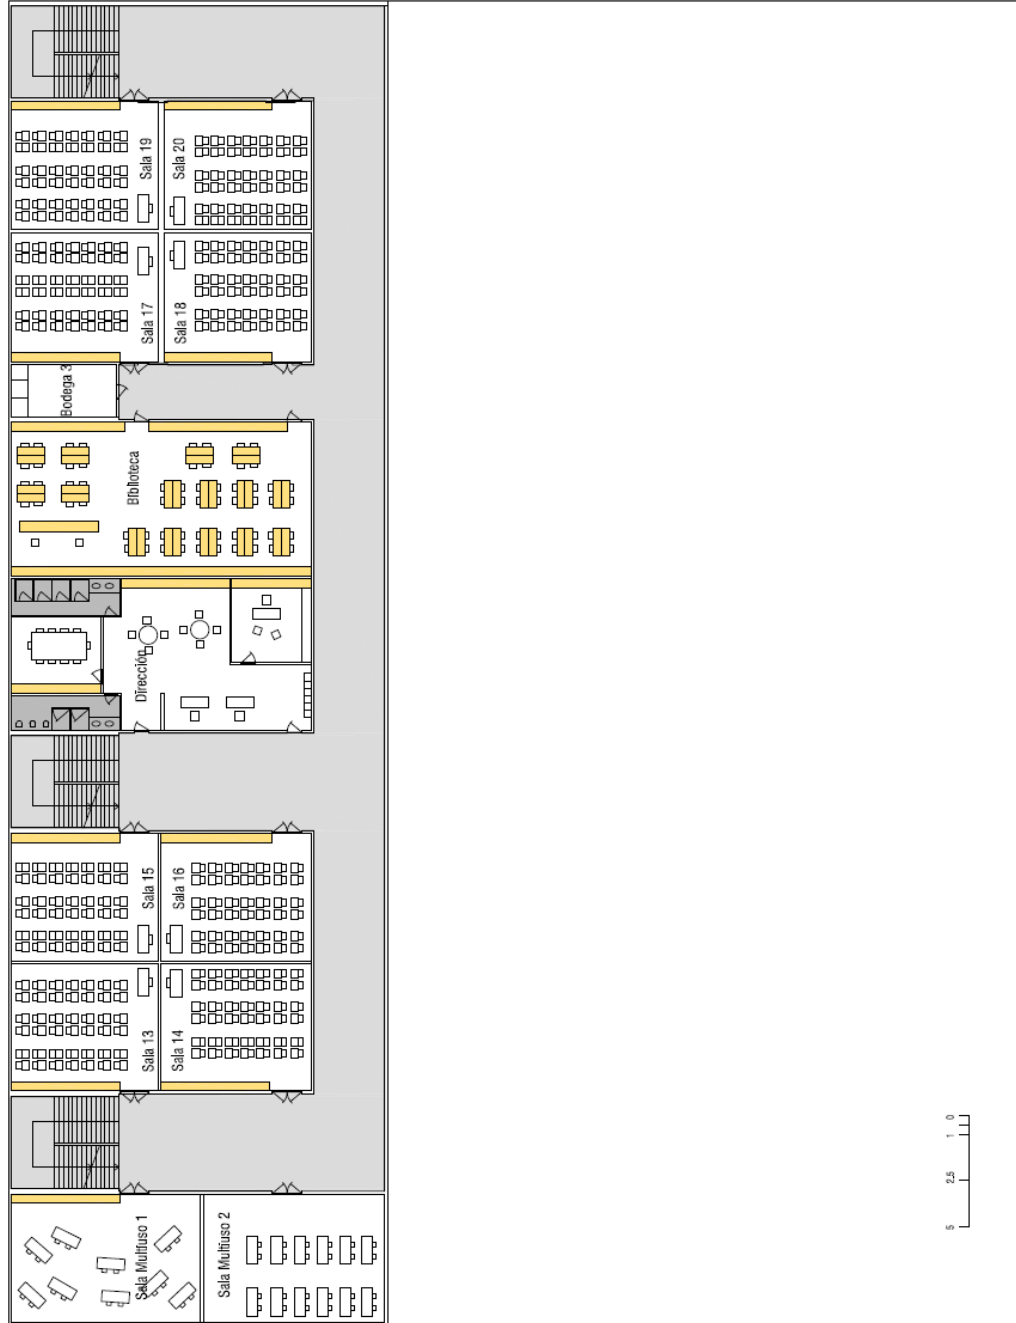 Sala 19
Sala 20
Sala 17
Sala 18
Bodega 3
Biblioteca
Dirección
Sala 15
Sala 16
Sala 13
Sala 14
Sala Multiuso 1
Sala Multiuso 2
0
1
2.5
5